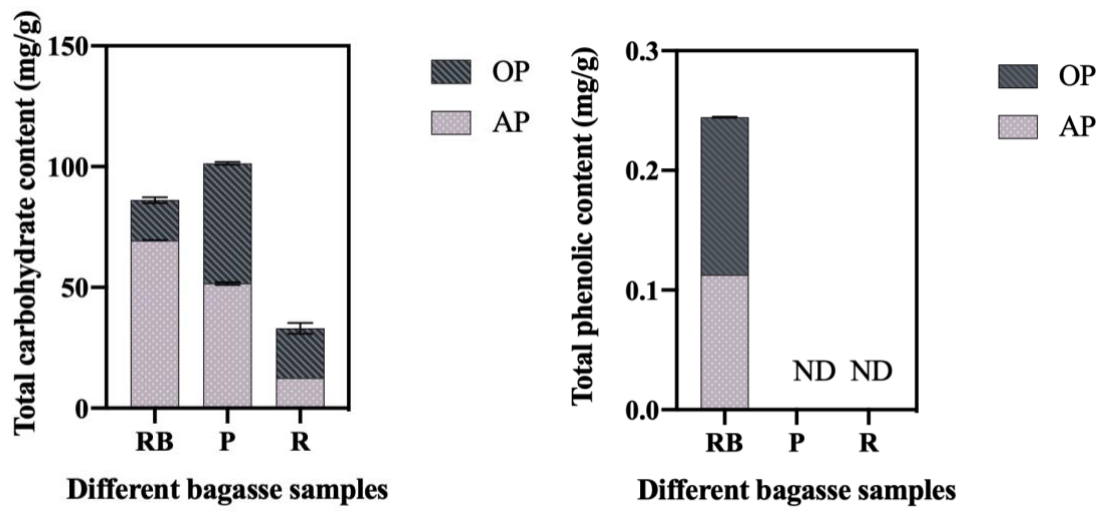 Total carbohydrate content (mg/g)
150
100
50
0
RB P R
Different bagasse samples
OP
AP
Total phenolic content (mg/g)
0.3
0.2
0.1
0.0
ND ND
RB P R
Different bagasse samples
OP
AP